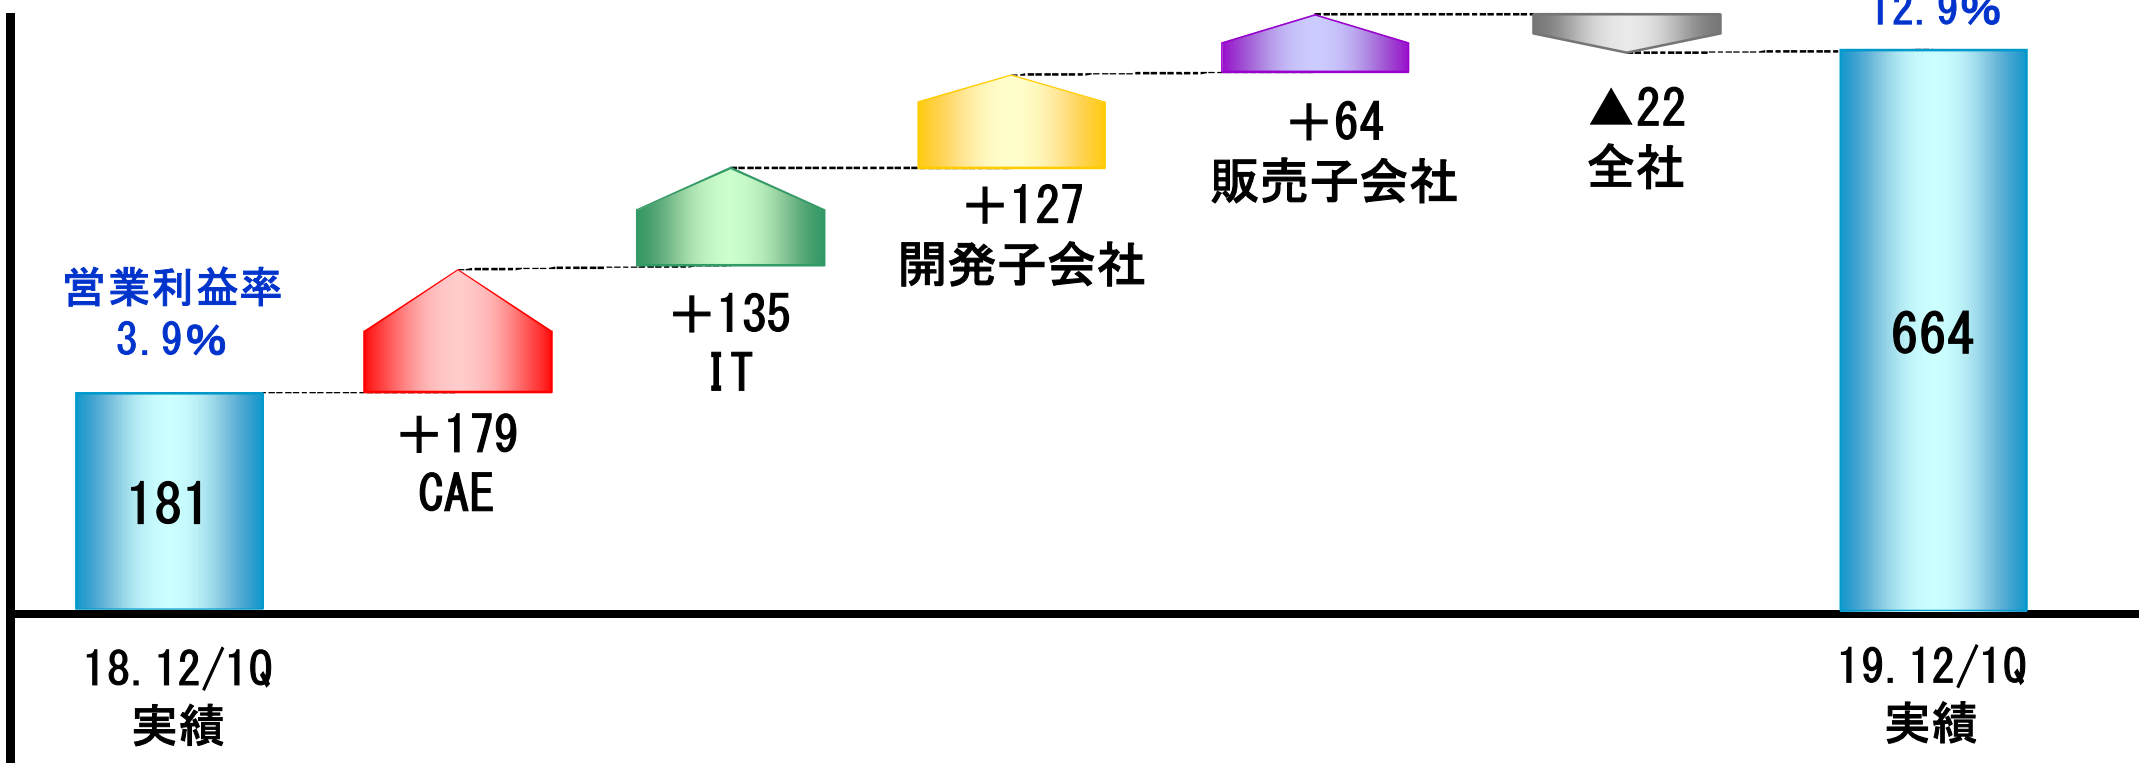 12.9%
営業利益率
3.9%
181
+179
CAE
+135
IT
+127
開発子会社
+64
販売子会社
▲22
全社
664
18.12/1Q
実績
19.12/1Q
実績